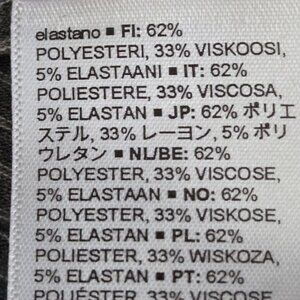 elastano ■ FI: 62%
POLYESTERI, 33% VISKOOSI,
5% ELASTAANI ■ IT: 62%
POLIESTERE, 33% VISCOSA,
5% ELASTAN ■ JP: 62% ポリエ
ステル, 33% レーヨン, 5% ポリ
ウレタン ■ NL/BE: 62%
POLYESTER, 33% VISCOSE,
5% ELASTAAN ■ NO: 62%
POLYESTER, 33% VISKOSE,
5% ELASTAN ■ PL: 62%
POLIESTER, 33% WISKOZA,
5% ELASTAN ■ PT: 62%
POLIÉSTER, 33% VISCOSE,